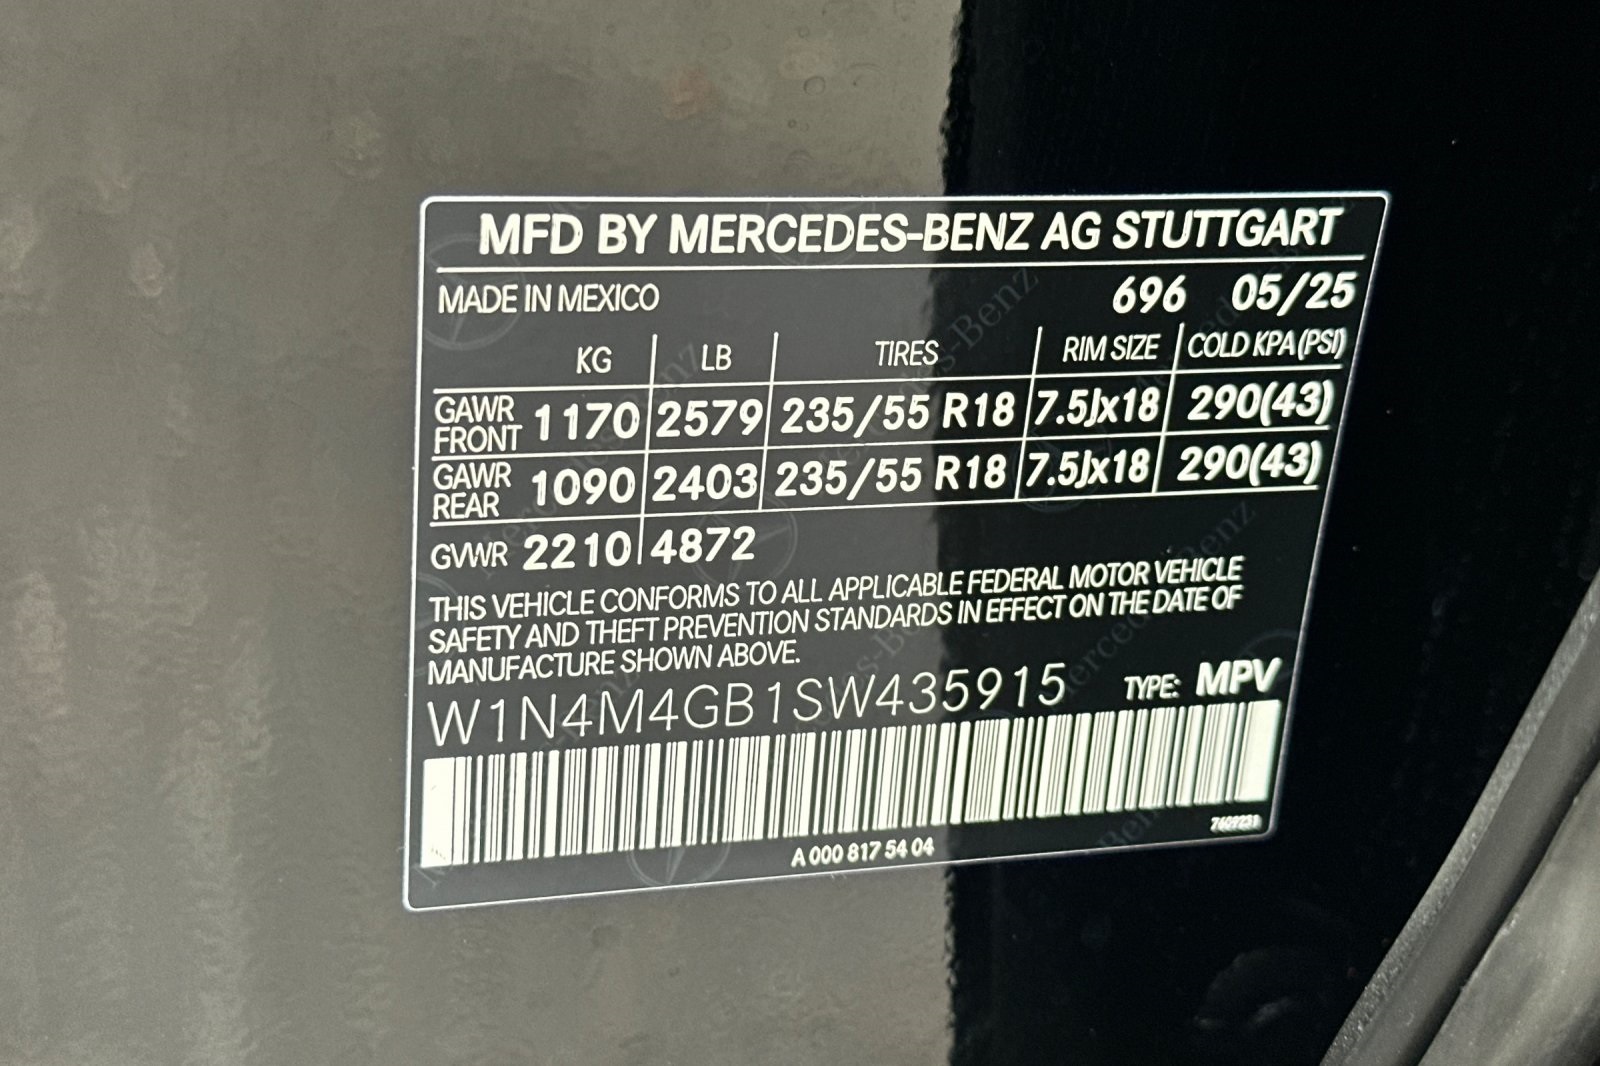 MFD BY MERCEDES-BENZ AG STUTTGART
MADE IN MEXICO 696 05/25
KG LB TIRES RIM SIZE COLD KPA(PSI)
GAWR FRONT 1170 2579 235/55 R18 7.5Jx18 290(43)
GAWR REAR 1090 2403 235/55 R18 7.5Jx18 290(43)
GVWR 2210 4872
THIS VEHICLE CONFORMS TO ALL APPLICABLE FEDERAL MOTOR VEHICLE
SAFETY AND THEFT PREVENTION STANDARDS IN EFFECT ON THE DATE OF
MANUFACTURE SHOWN ABOVE.
W1N4M4GB1SW435915 TYPE: MPV
A 000 817 54 04